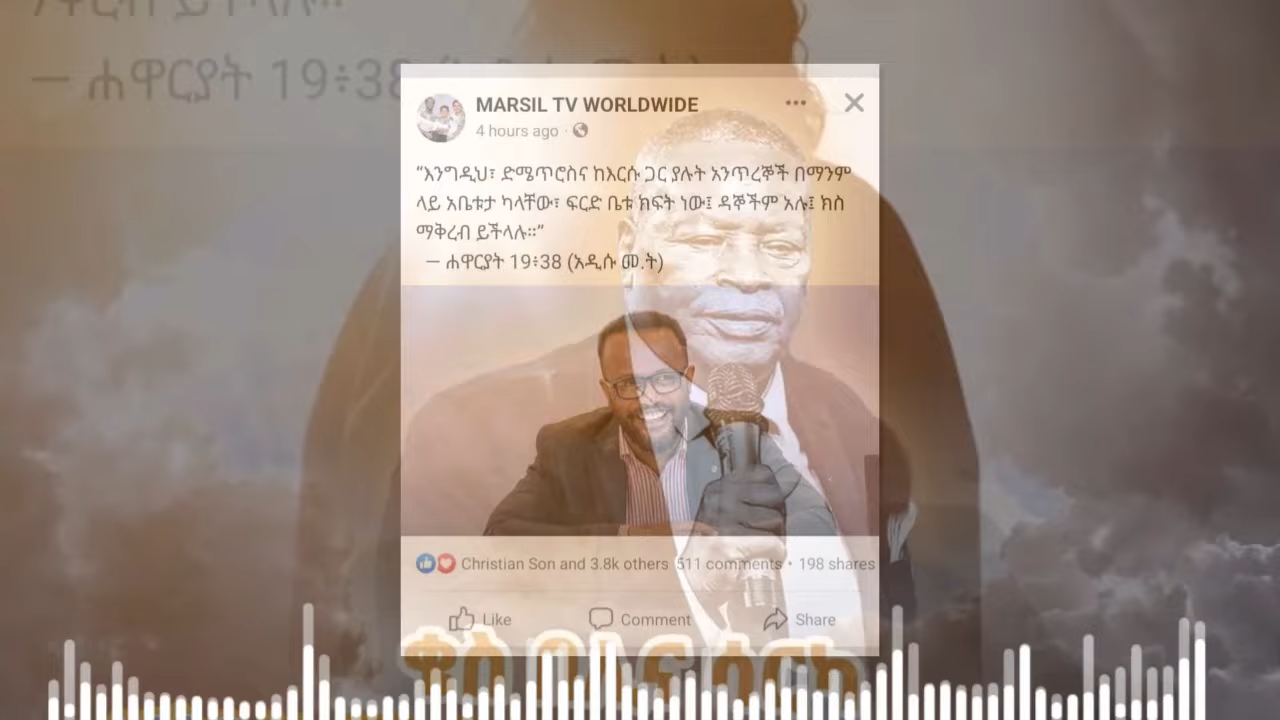 — ሐዋርያት 19፥38
MARSIL TV WORLDWIDE
4 hours ago
“እንግዲህ፣ ድሜጥሮስና ከእርሱ ጋር ያሉት አንጥረኞች በማንም
ላይ አቤቱታ ካላቸው፣ ፍርድ ቤቱ ክፍት ነው፤ ዳኞችም አሉ፤ ክስ
ማቅረብ ይችላሉ።”
— ሐዋርያት 19፥38 (አዲሱ መ.ት)
Christian Son and 3.8k others 511 comments • 198 shares
Like Comment Share